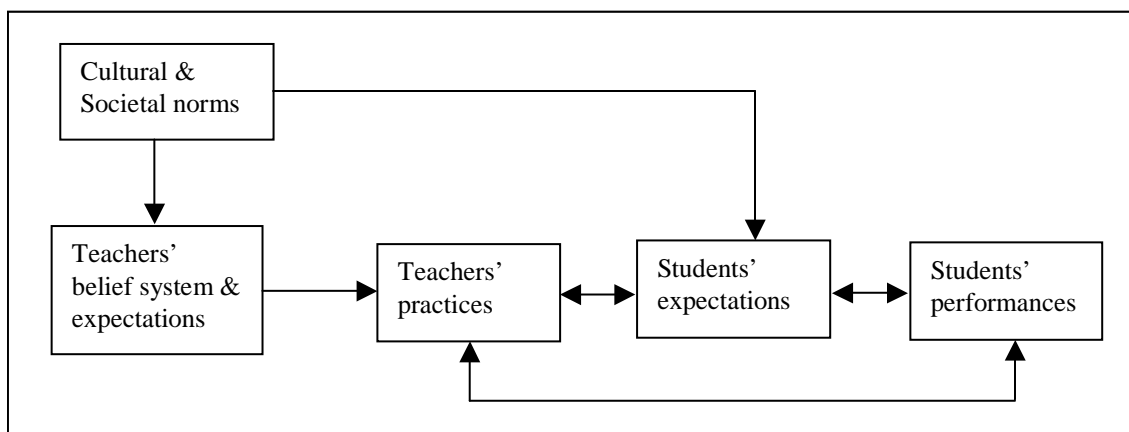 Cultural &
Societal norms
Teachers’
belief system &
expectations
Teachers’
practices
Students’
expectations
Students’
performances